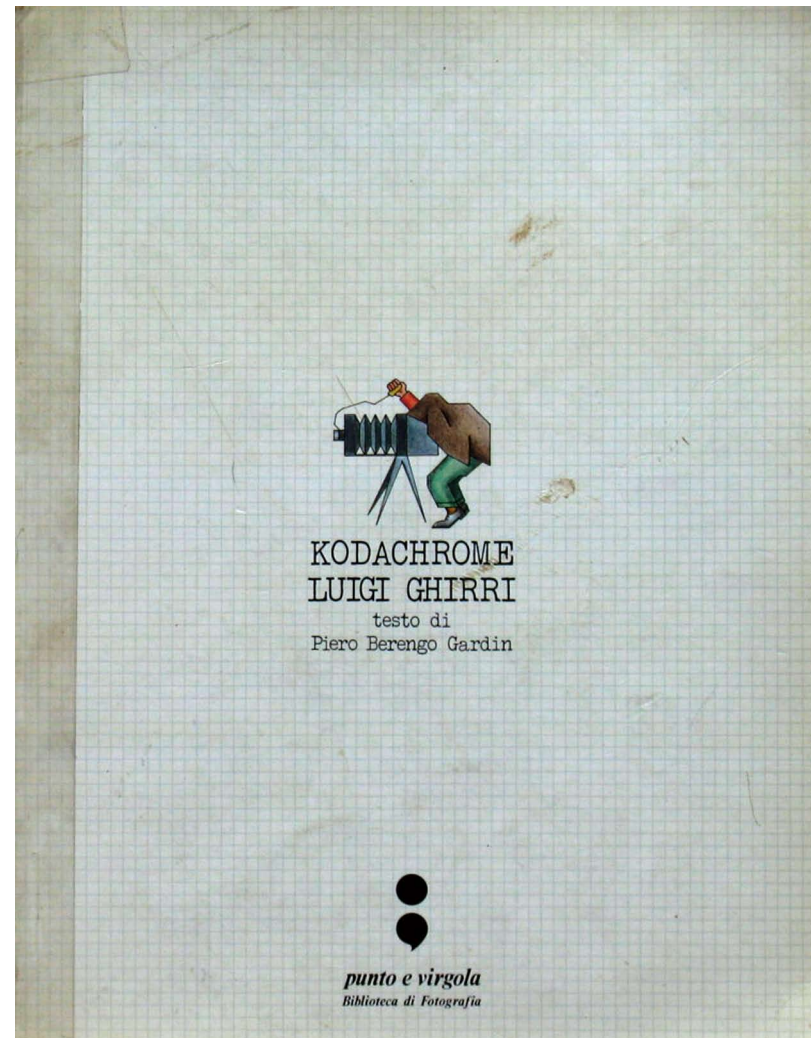 KODACHROME
LUIGI GHIRRI
testo di
Piero Berengo Gardin
punto e virgola
Biblioteca di Fotografia